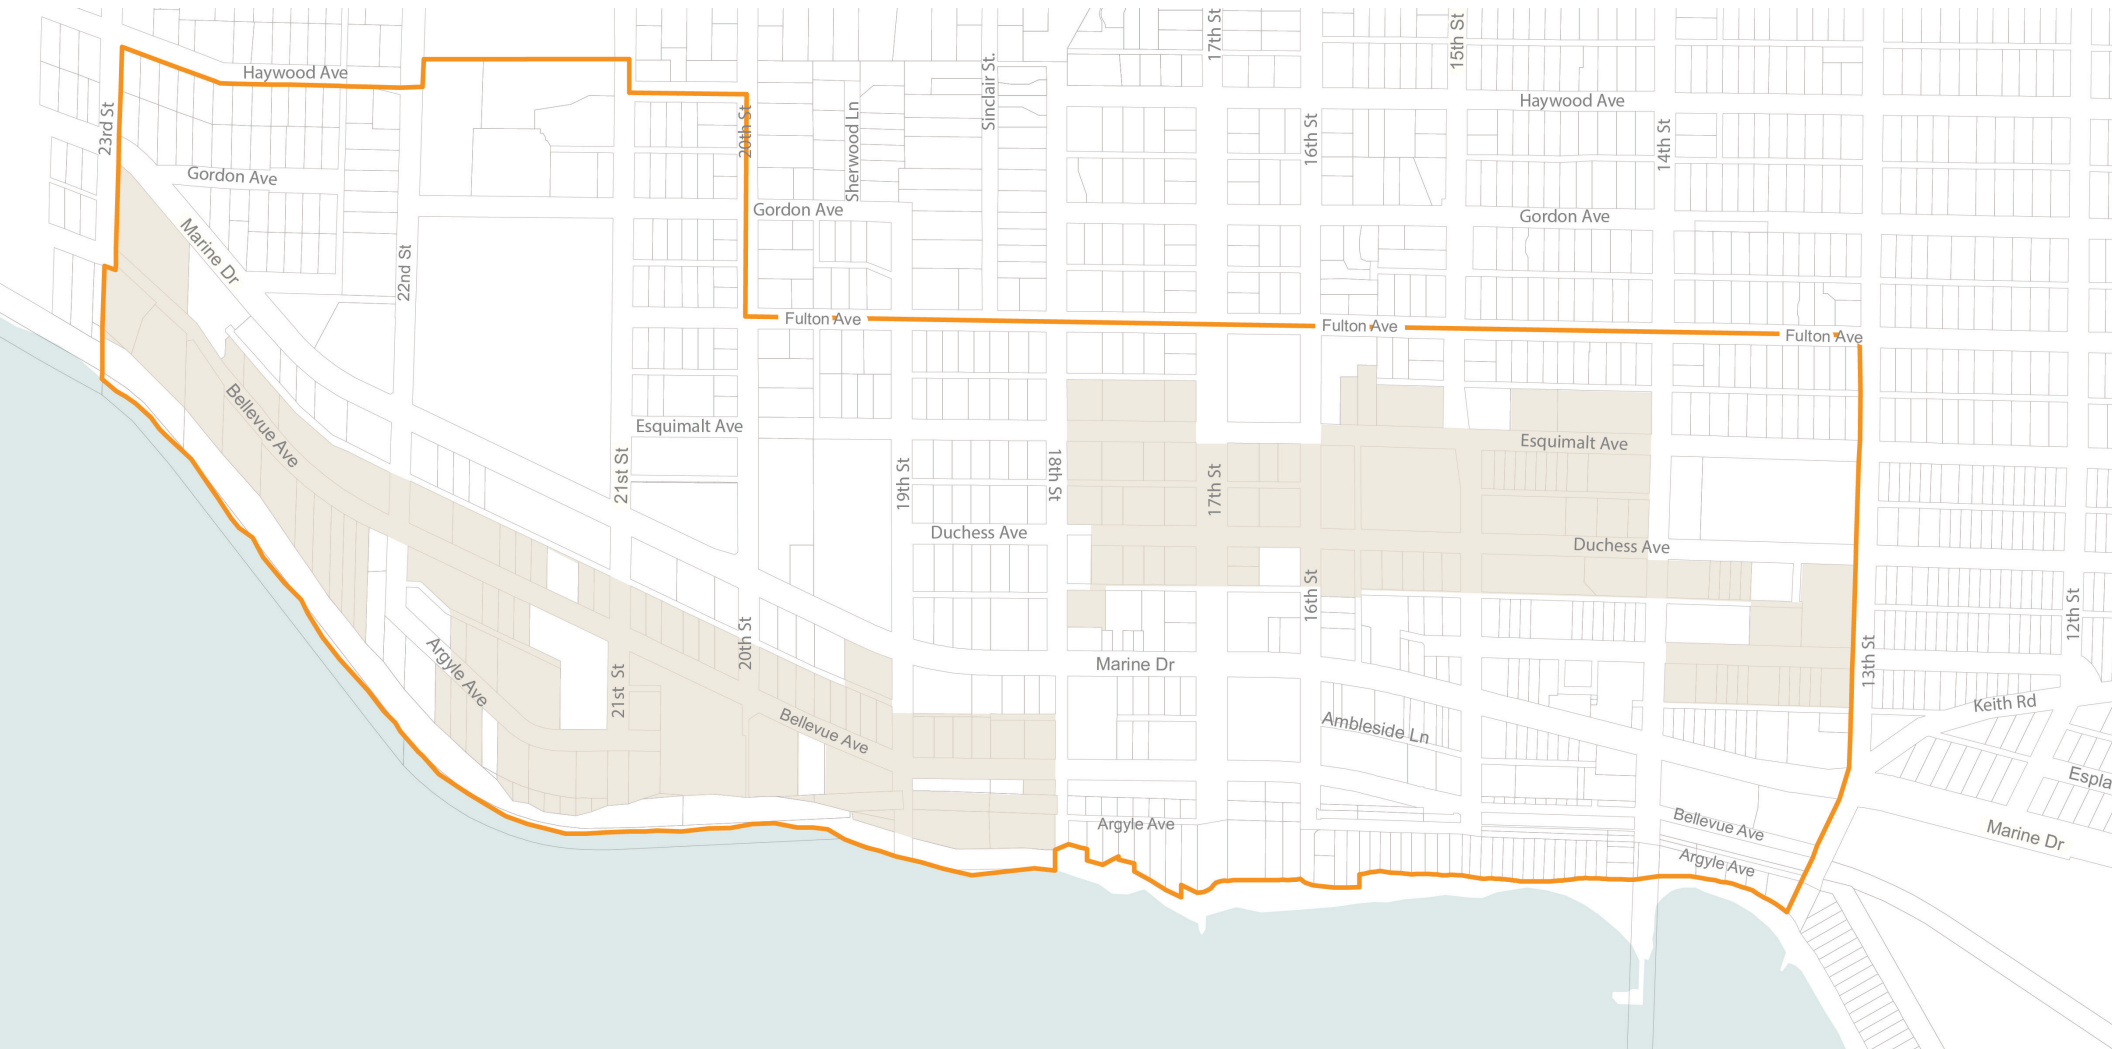 17th St
15th St
Haywood Ave
Sinclair St.
Haywood Ave
23rd St
20th St
Sherwood Ln
16th St
14th St
Gordon Ave
Gordon Ave
Gordon Ave
Marine Dr
22nd St
Fulton Ave
Fulton Ave
Fulton Ave
Bellevue Ave
Esquimalt Ave
Esquimalt Ave
21st St
19th St
18th St
17th St
Duchess Ave
Duchess Ave
16th St
12th St
20th St
Argyle Ave
21st St
Marine Dr
13th St
Bellevue Ave
Ambleside Ln
Keith Rd
Espla
Argyle Ave
Bellevue Ave
Marine Dr
Argyle Ave